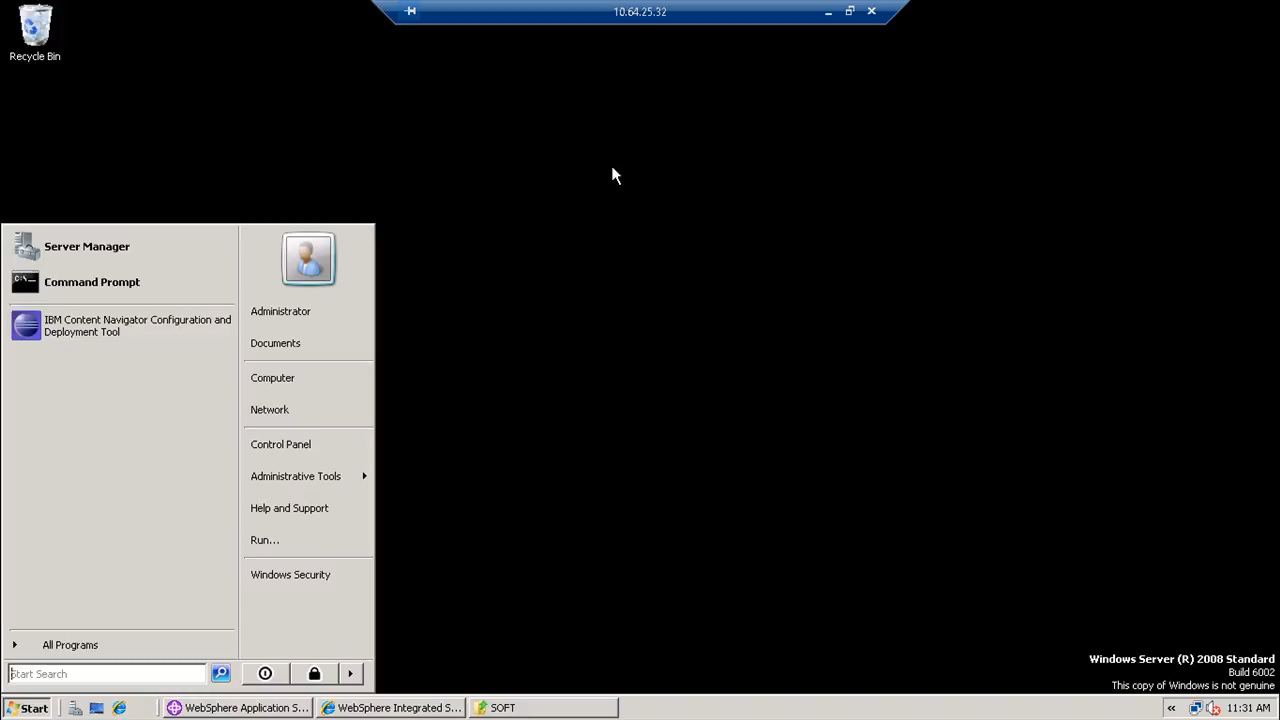 10.64.25.32
Recycle Bin
Server Manager
Command Prompt
IBM Content Navigator Configuration and
Deployment Tool
All Programs
Start Search
Administrator
Documents
Computer
Network
Control Panel
Administrative Tools
Help and Support
Run...
Windows Security
Windows Server (R) 2008 Standard
Build 6002
This copy of Windows is not genuine
Start
WebSphere Application S...
WebSphere Integrated S...
SOFT
11:31 AM